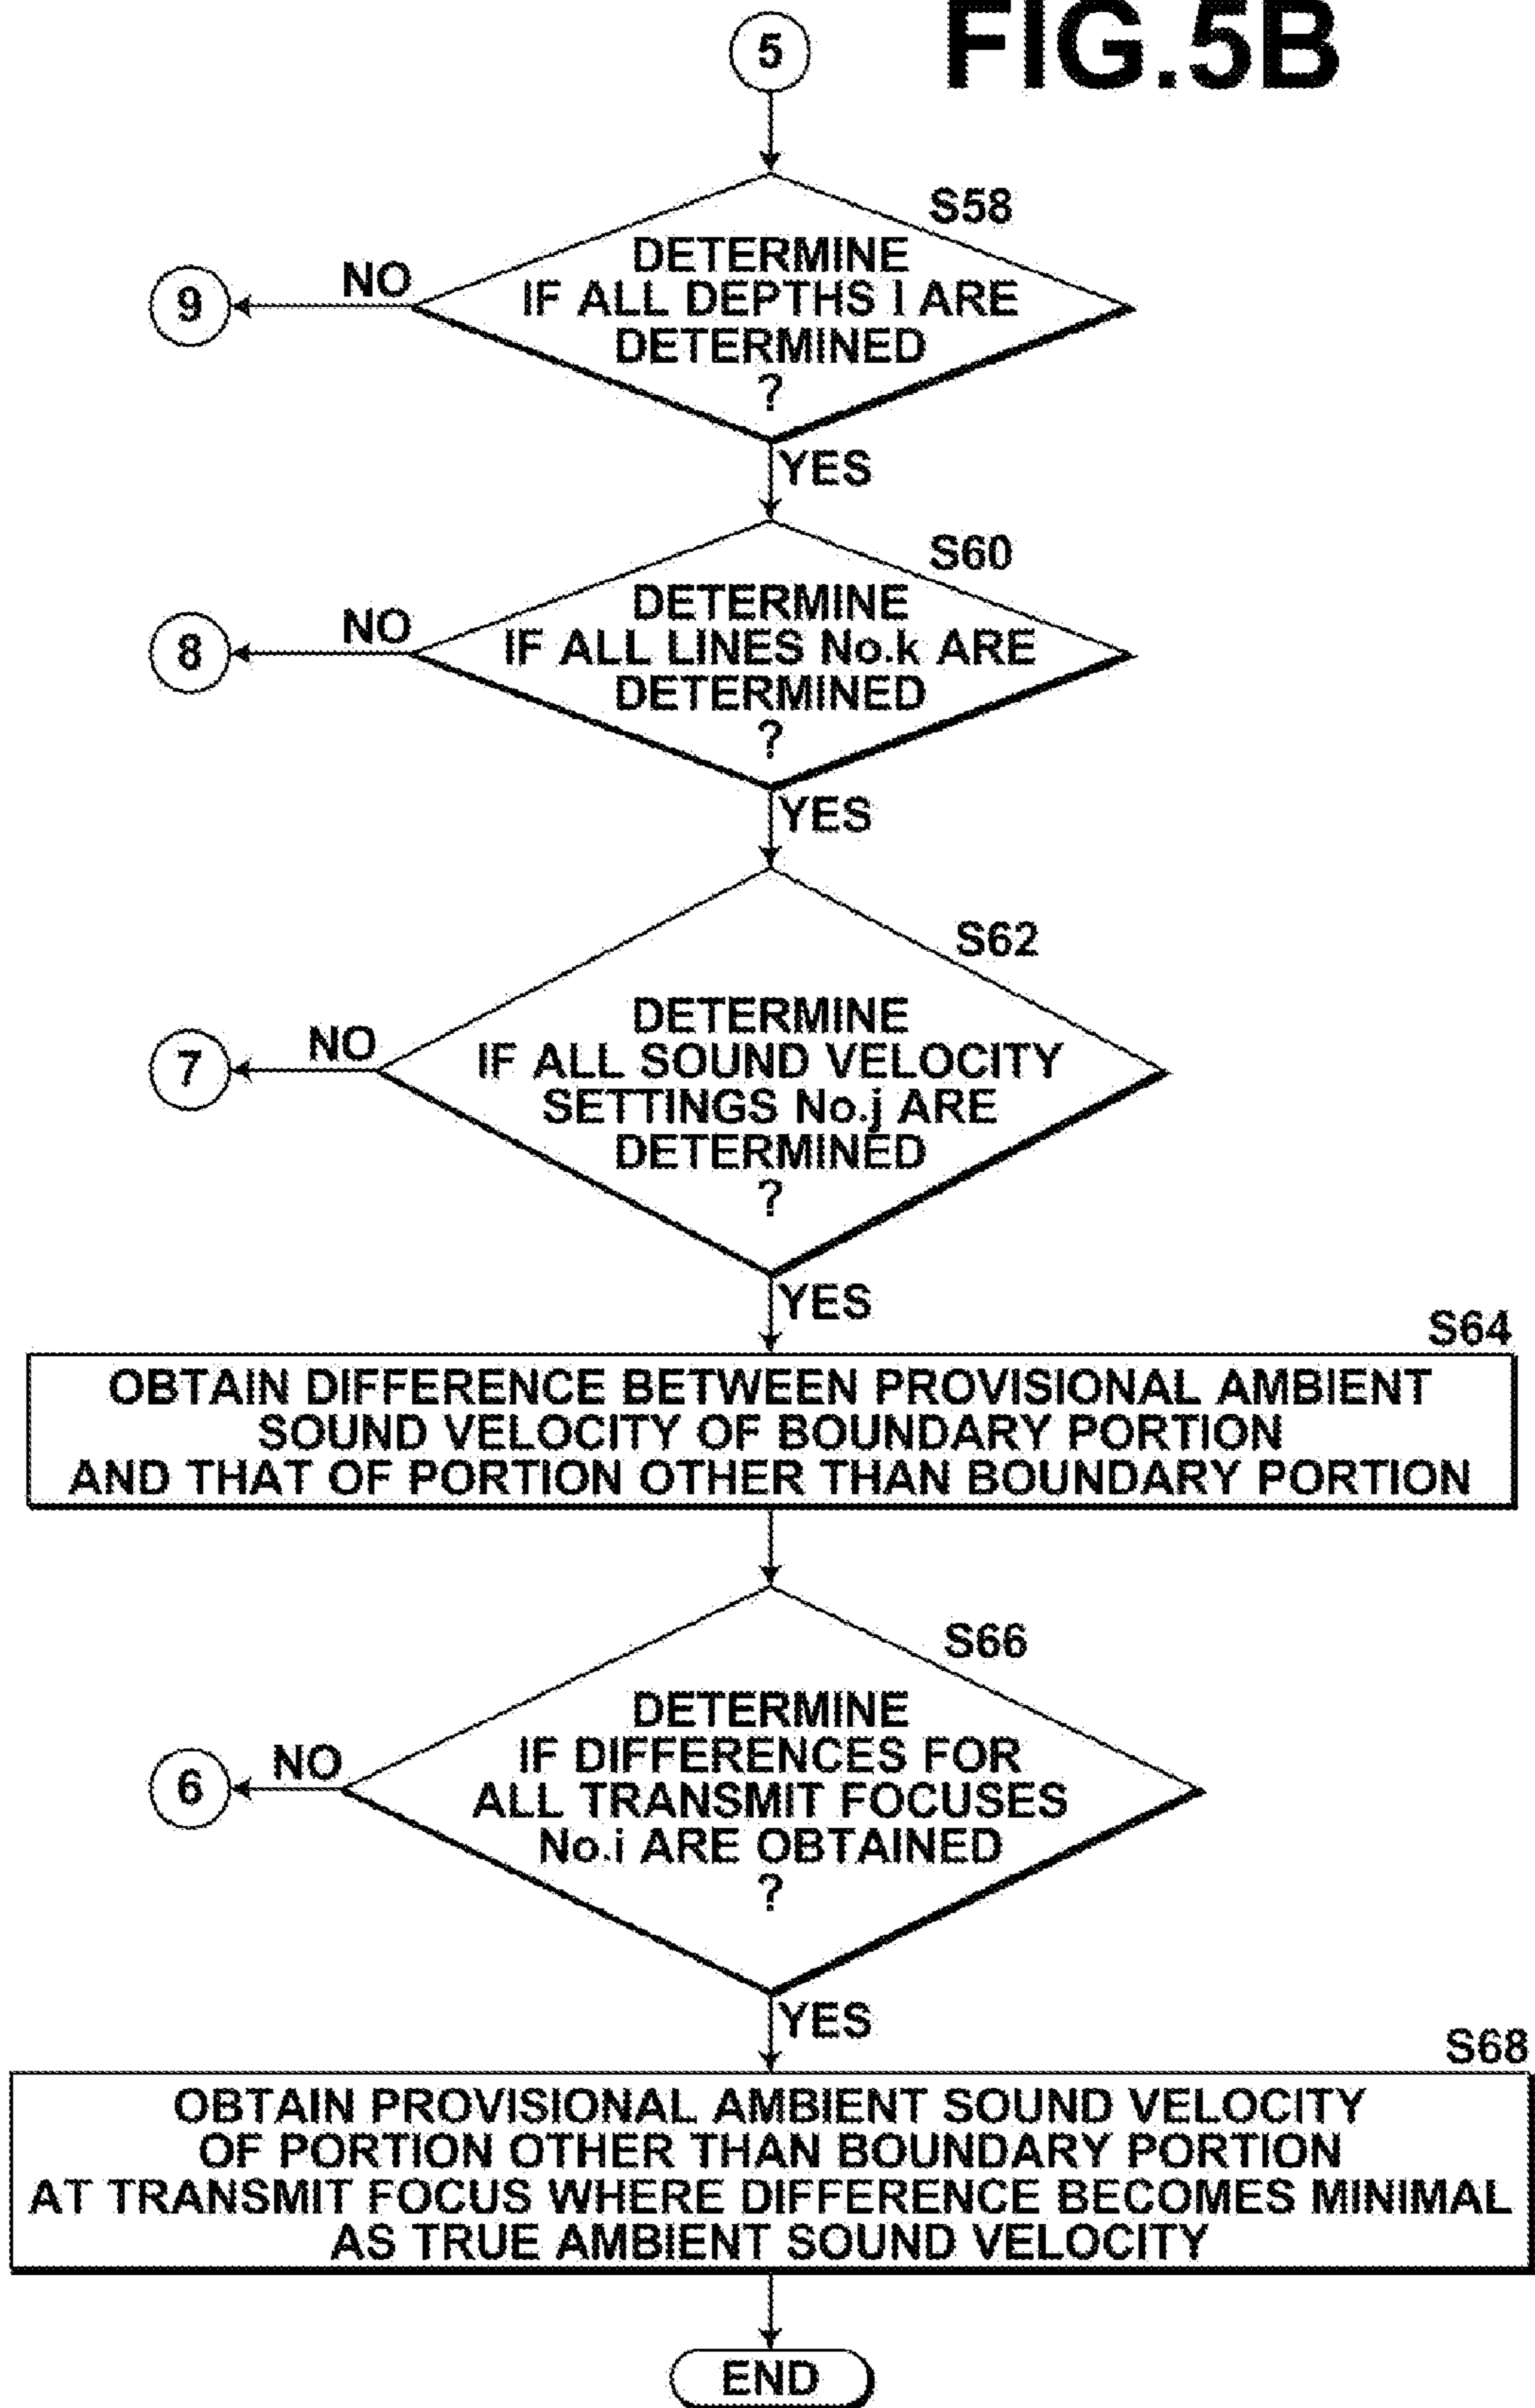 FIG.5B
5
S58
DETERMINE
IF ALL DEPTHS l ARE
DETERMINED
?
NO
9
YES
S60
DETERMINE
IF ALL LINES No.k ARE
DETERMINED
?
NO
8
YES
S62
DETERMINE
IF ALL SOUND VELOCITY
SETTINGS No.j ARE
DETERMINED
?
NO
7
YES
S64
OBTAIN DIFFERENCE BETWEEN PROVISIONAL AMBIENT
SOUND VELOCITY OF BOUNDARY PORTION
AND THAT OF PORTION OTHER THAN BOUNDARY PORTION
S66
DETERMINE
IF DIFFERENCES FOR
ALL TRANSMIT FOCUSES
No.i ARE OBTAINED
?
NO
6
YES
S68
OBTAIN PROVISIONAL AMBIENT SOUND VELOCITY
OF PORTION OTHER THAN BOUNDARY PORTION
AT TRANSMIT FOCUS WHERE DIFFERENCE BECOMES MINIMAL
AS TRUE AMBIENT SOUND VELOCITY
END